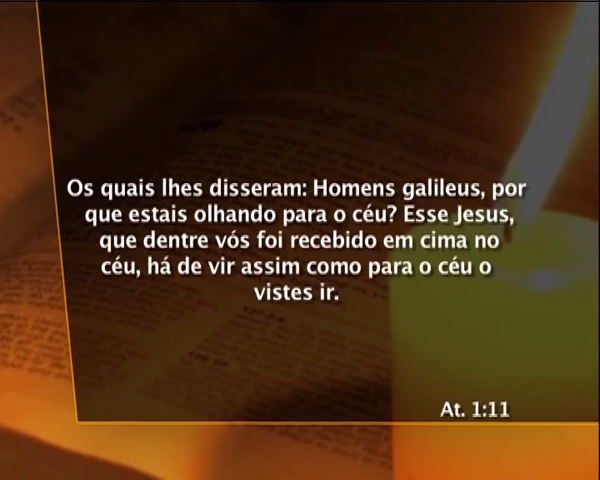 Os quais lhes disseram: Homens galileus, por
que estais olhando para o céu? Esse Jesus,
que dentre vós foi recebido em cima no
céu, há de vir assim como para o céu o
vistes ir.
At. 1:11